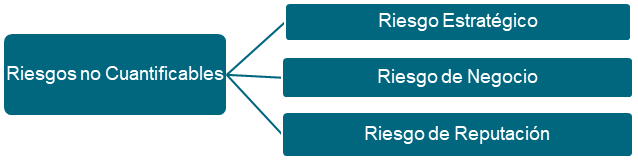 Riesgos no Cuantificables
Riesgo Estratégico
Riesgo de Negocio
Riesgo de Reputación